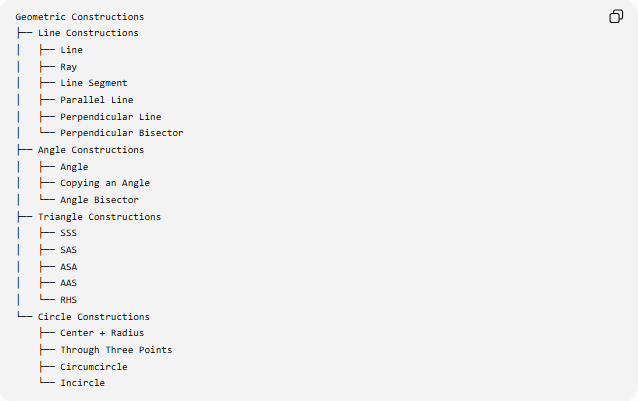 Geometric Constructions
├── Line Constructions
│   ├── Line
│   ├── Ray
│   ├── Line Segment
│   ├── Parallel Line
│   ├── Perpendicular Line
│   └── Perpendicular Bisector
├── Angle Constructions
│   ├── Angle
│   ├── Copying an Angle
│   └── Angle Bisector
├── Triangle Constructions
│   ├── SSS
│   ├── SAS
│   ├── ASA
│   ├── AAS
│   └── RHS
└── Circle Constructions
    ├── Center + Radius
    ├── Through Three Points
    ├── Circumcircle
    └── Incircle